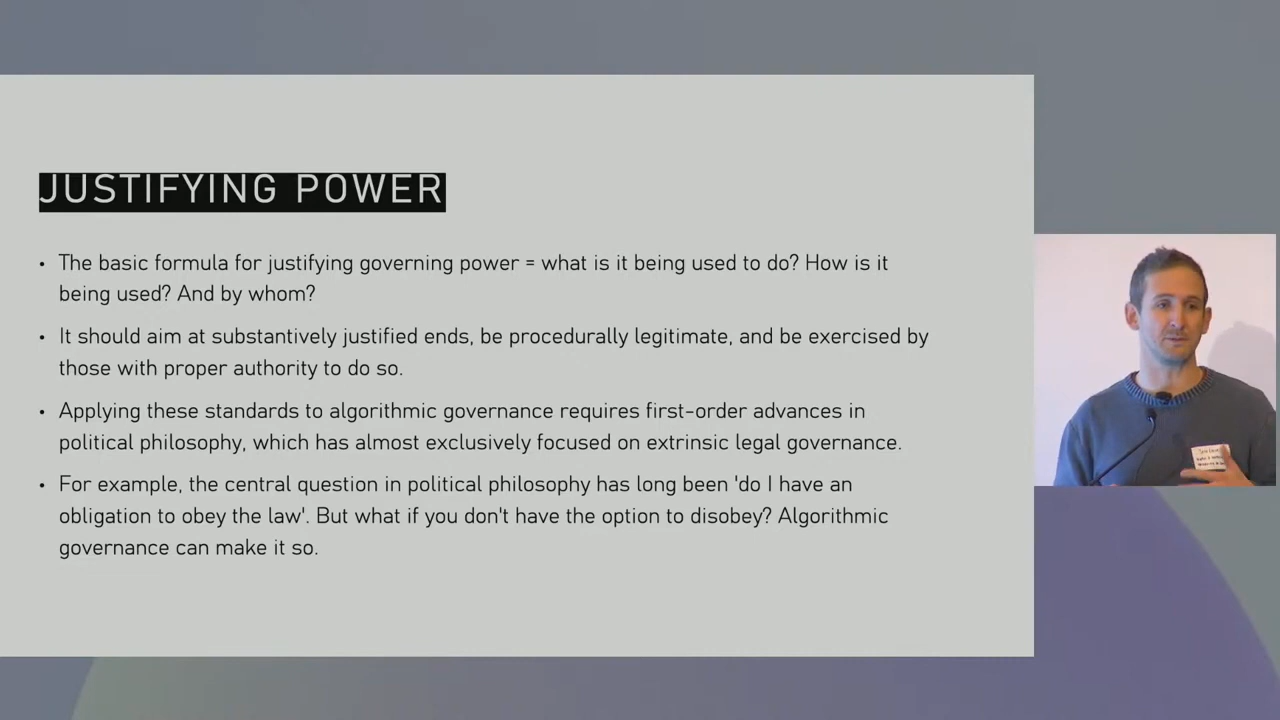 JUSTIFYING POWER
• The basic formula for justifying governing power = what is it being used to do? How is it
being used? And by whom?
• It should aim at substantively justified ends, be procedurally legitimate, and be exercised by
those with proper authority to do so.
• Applying these standards to algorithmic governance requires first-order advances in
political philosophy, which has almost exclusively focused on extrinsic legal governance.
• For example, the central question in political philosophy has long been 'do I have an
obligation to obey the law'. But what if you don't have the option to disobey? Algorithmic
governance can make it so.